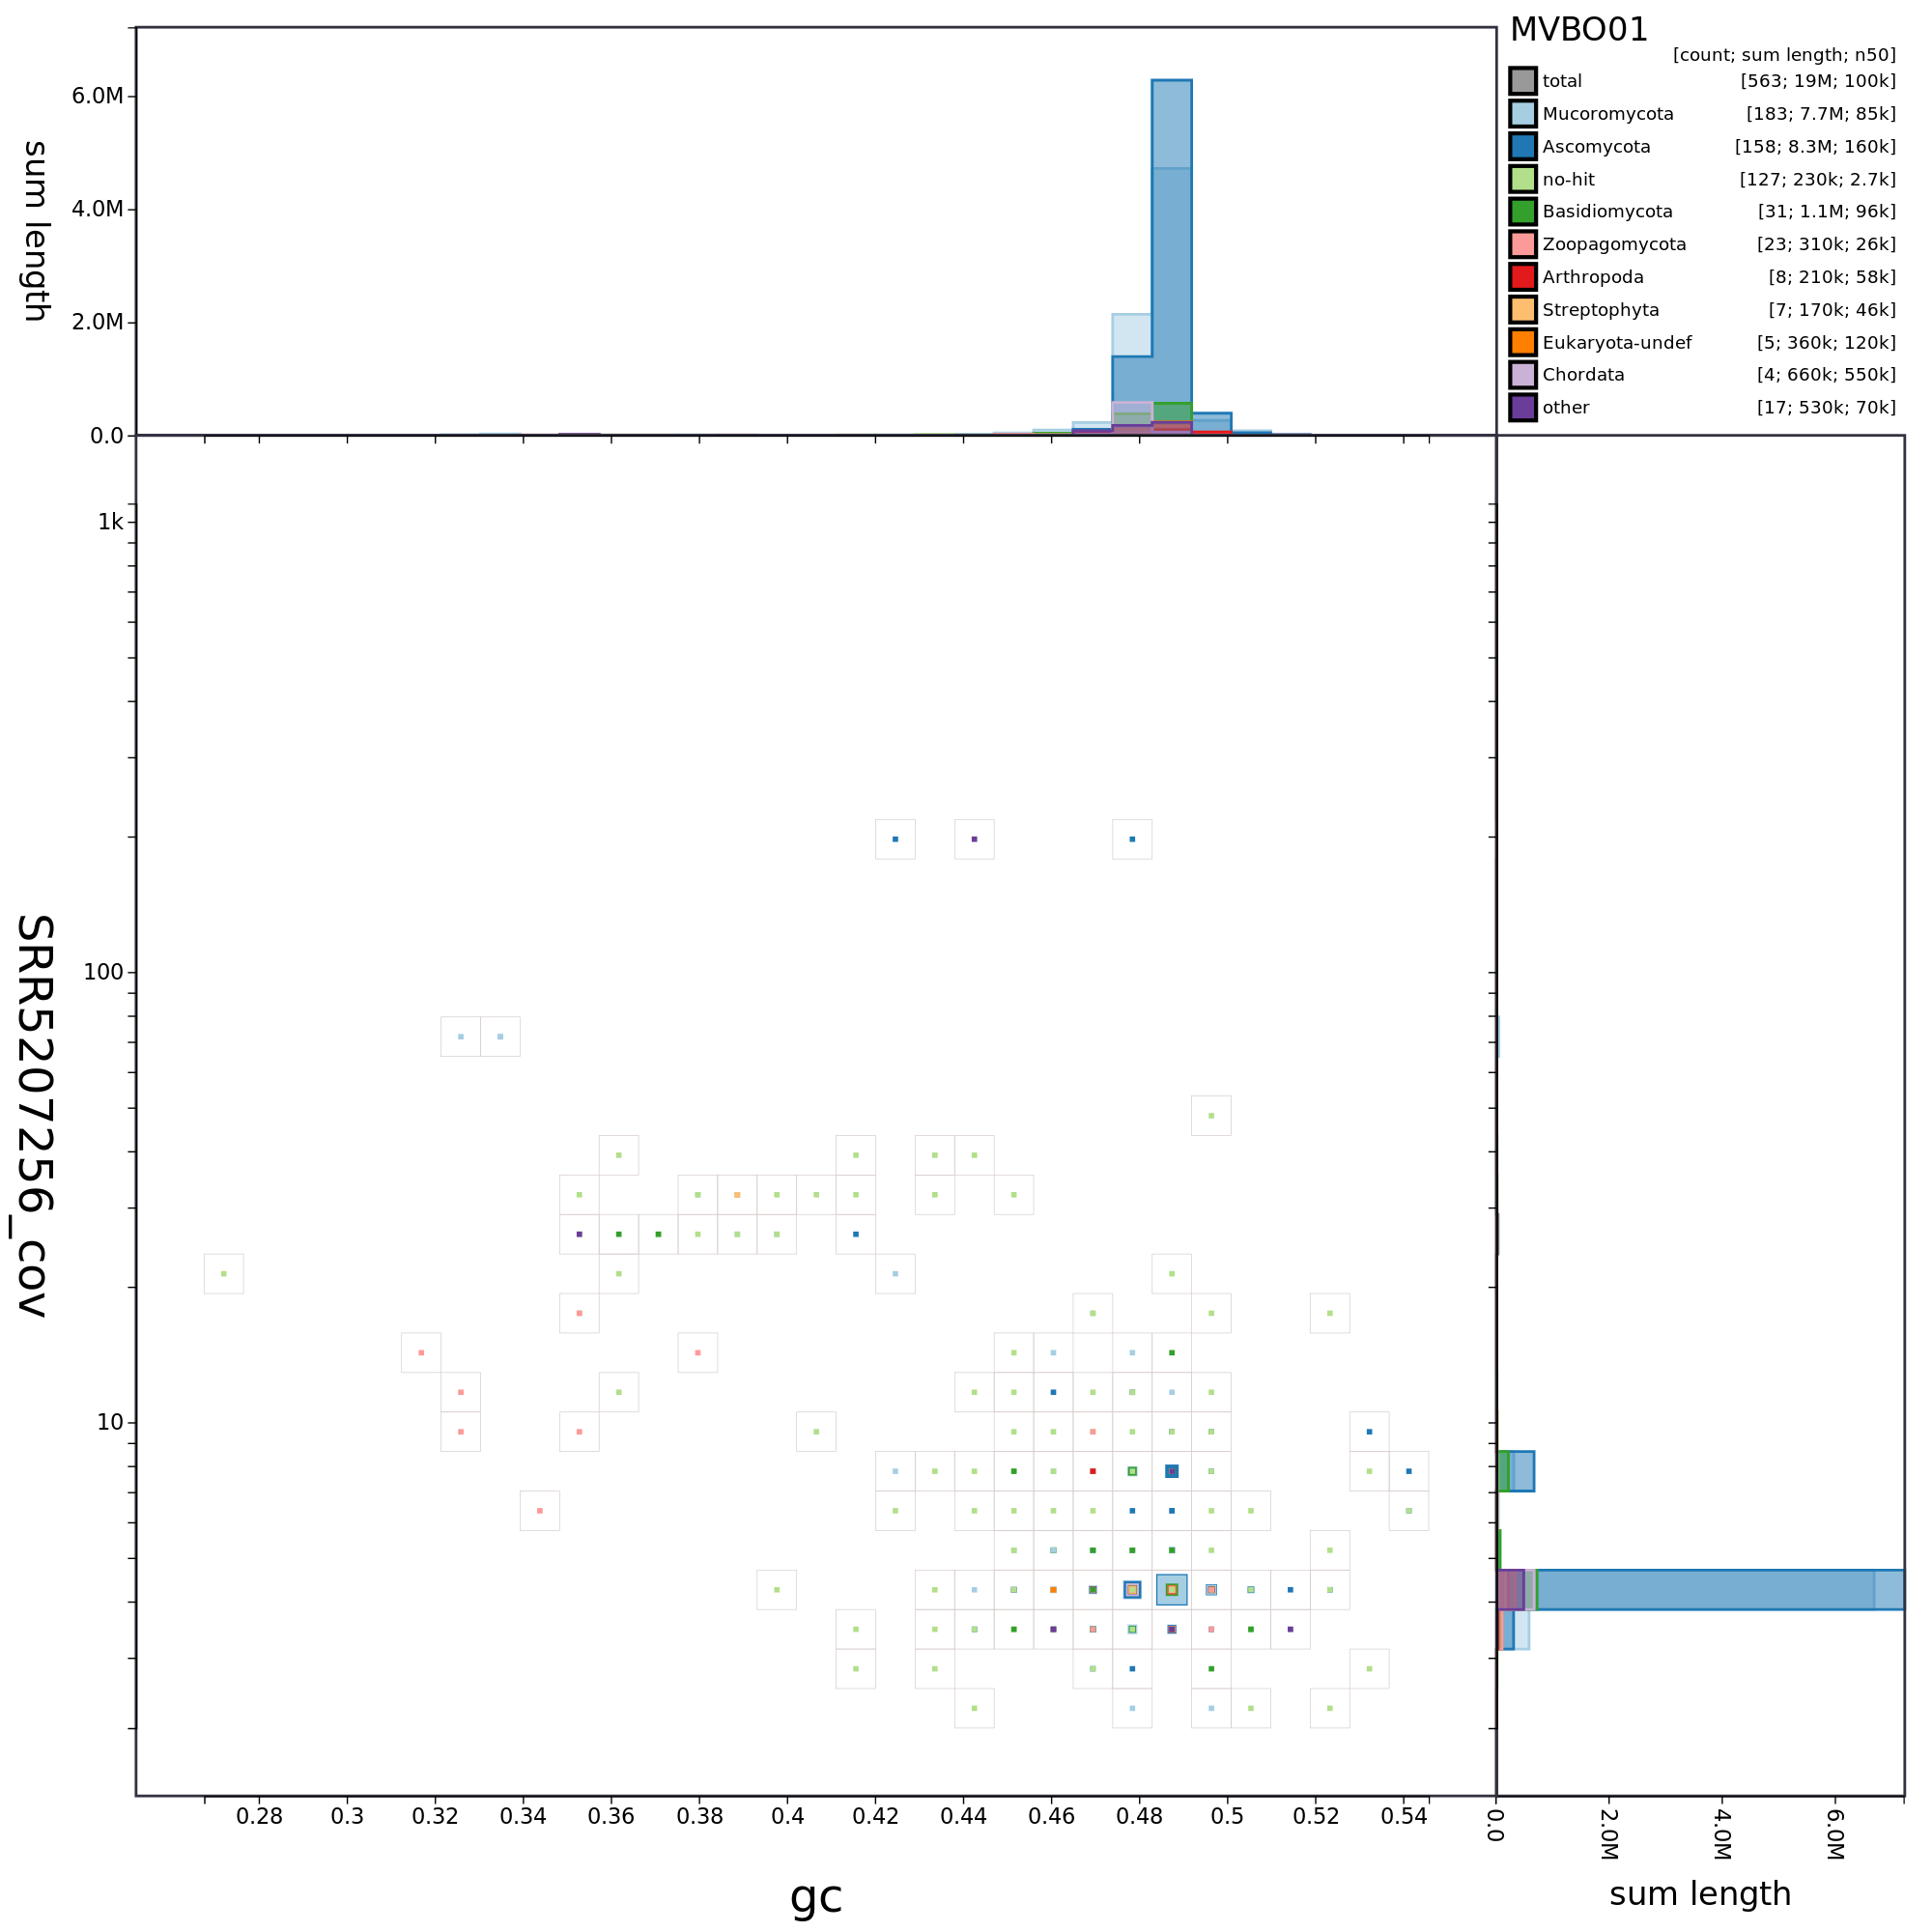 MVBO01
[count; sum length; n50]
total [563; 19M; 100k]
Mucoromycota [183; 7.7M; 85k]
Ascomycota [158; 8.3M; 160k]
no-hit [127; 230k; 2.7k]
Basidiomycota [31; 1.1M; 96k]
Zoopagomycota [23; 310k; 26k]
Arthropoda [8; 210k; 58k]
Streptophyta [7; 170k; 46k]
Eukaryota-undef [5; 360k; 120k]
Chordata [4; 660k; 550k]
other [17; 530k; 70k]
sum length
6.0M
4.0M
2.0M
0.0
SRR5207256_cov
1k
100
10
0.28 0.3 0.32 0.34 0.36 0.38 0.4 0.42 0.44 0.46 0.48 0.5 0.52 0.54
gc
0.0 2.0M 4.0M 6.0M
sum length